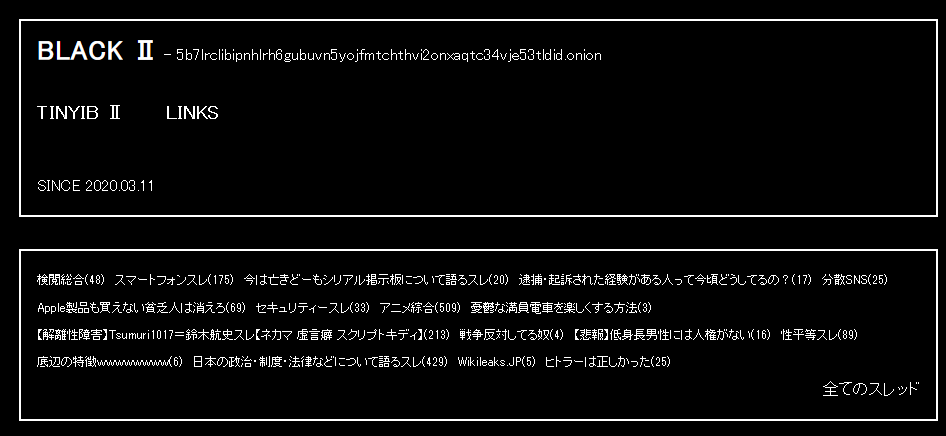 BLACK Ⅱ - 5b7lrclibipnhlrh6gubuvn5yojfmtchthvi2onxaqtc34vje53tldid.onion
TINYIB Ⅱ LINKS
SINCE 2020.03.11
検閲総合(48) スマートフォンスレ(175) 今は亡きどーもシリアル掲示板について語るスレ(20) 逮捕・起訴された経験がある人って今頃どうしてるの？(17) 分散SNS(25)
Apple製品も買えない貧乏人は消えろ(69) セキュリティースレ(33) アニメ綜合(509) 憂鬱な満員電車を楽しくする方法(3)
【解離性障害】Tsumuri1017＝鈴木航史スレ【ネカマ 虚言癖 スクリプトキディ】(213) 戦争反対してる奴(4) 【悲報】低身長男性には人権がない(16) 性平等スレ(89)
底辺の特徴wwwwwwwwwww(6) 日本の政治・制度・法律などについて語るスレ(429) Wikileaks.JP(5) ヒトラーは正しかった(25)
全てのスレッド